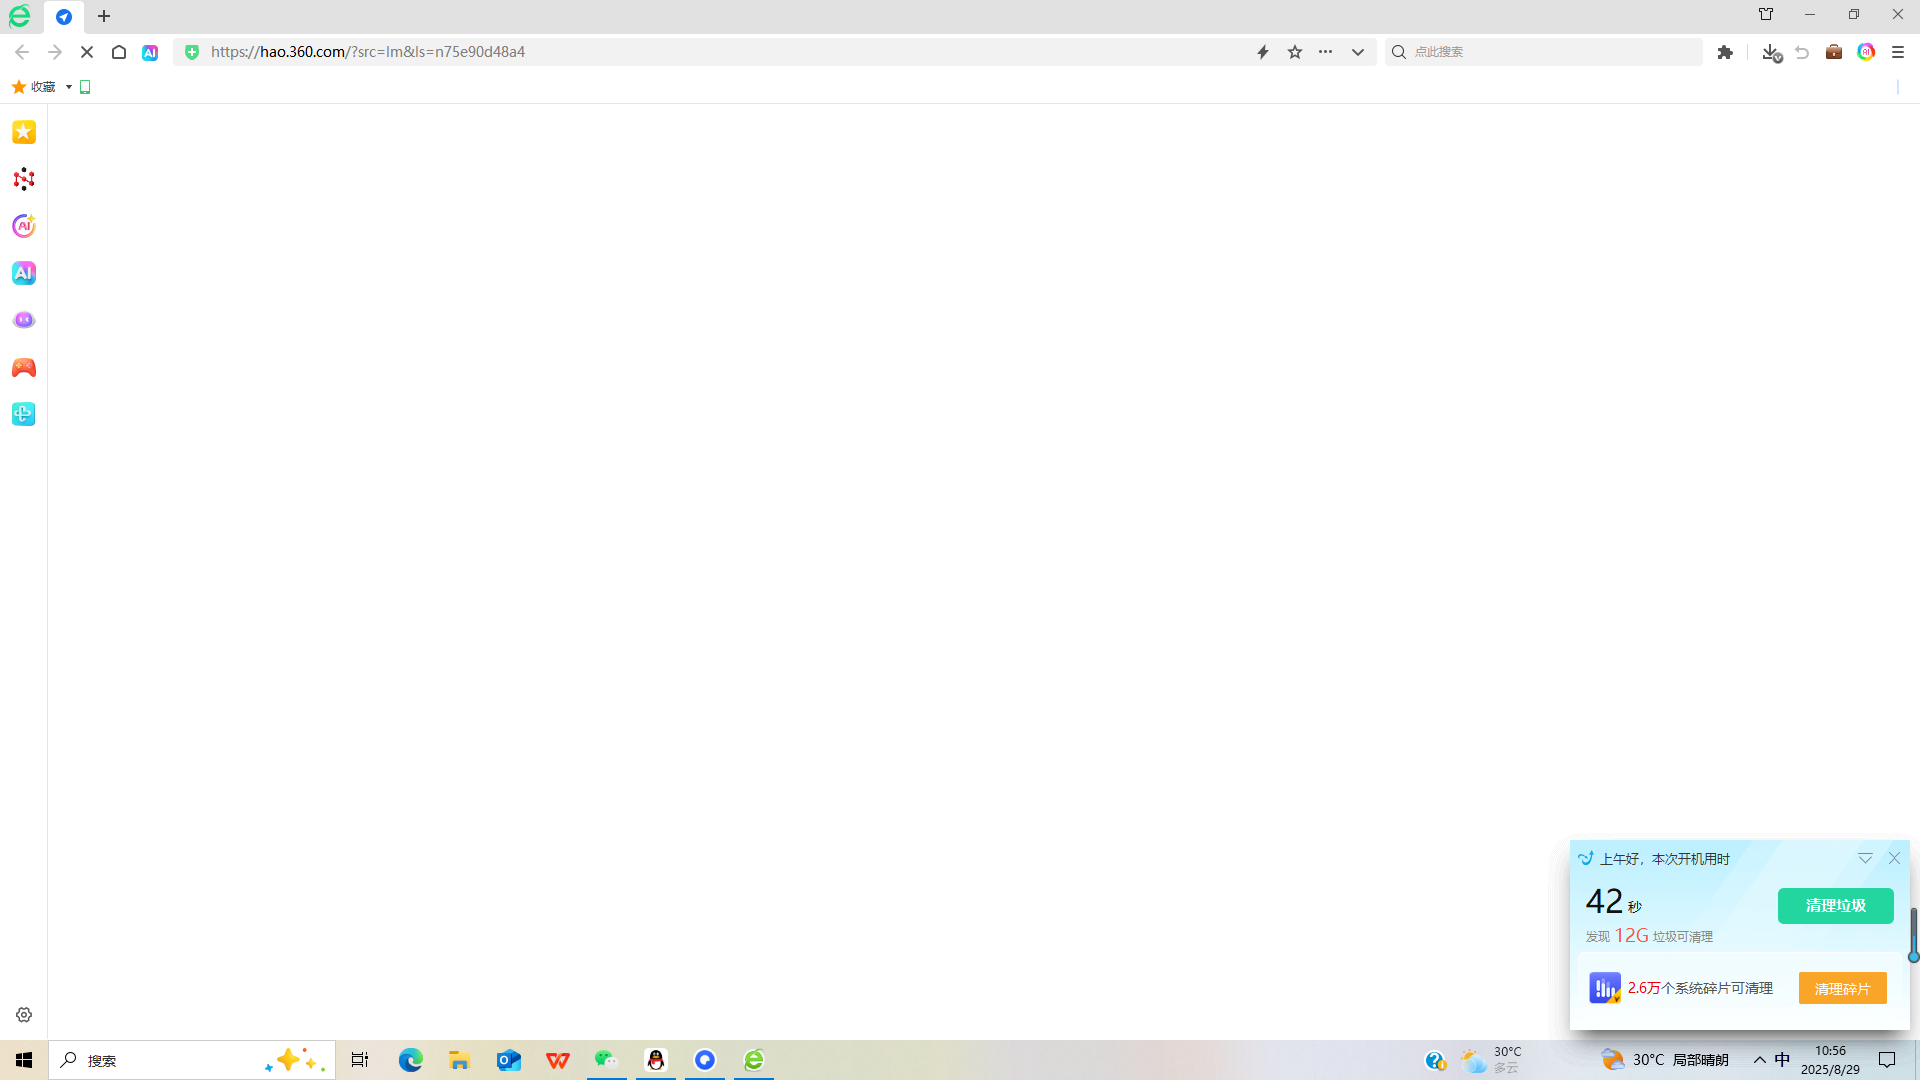 https://hao.360.com/?src=lm&ls=n75e90d48a4
点此搜索
收藏
上午好，本次开机用时
42 秒
清理垃圾
发现 12G 垃圾可清理
2.6万个系统碎片可清理
清理碎片
搜索
30°C
多云
30°C 局部晴朗
中
10:56
2025/8/29